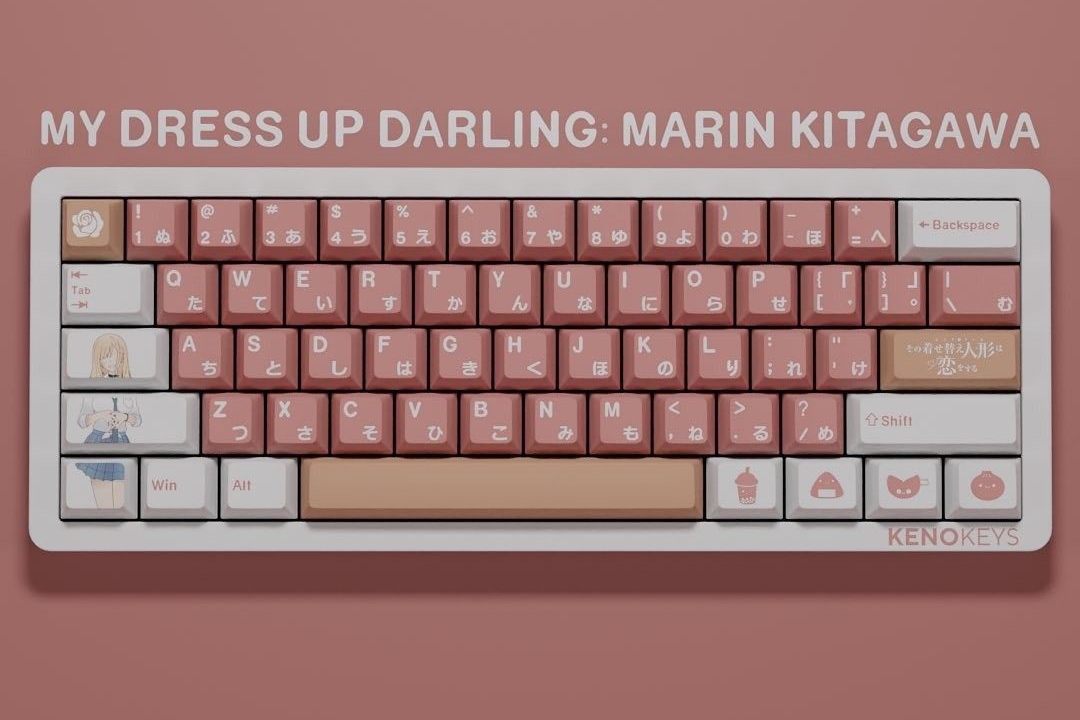 MY DRESS UP DARLING: MARIN KITAGAWA
! 1 ぬ @ 2 ふ # 3 あ $ 4 う % 5 え ^ 6 お & 7 や * 8 ゆ ( 9 よ ) 0 わ _ - ほ + = へ ← Backspace
Tab Q た W て E い R す T か Y ん U な I に O ら P せ { 「 [ ゜ } 」 ] 。 | \ む
A ち S と D し F は G き H く J ほ K の L り : ; れ " ' け その着せ替え人形は
恋をする
Z つ X さ C そ V ひ B こ N み M も < , ね > . る ? / め ⇧ Shift
Win Alt
KENOKEYS